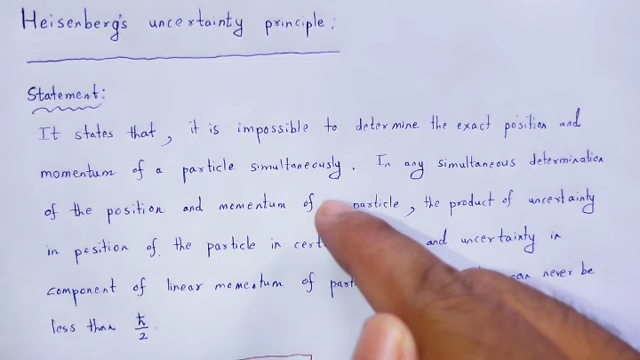 Heisenberg's uncertainty principle:
Statement:
It states that, it is impossible to determine the exact position and
momentum of a particle simultaneously. In any simultaneous determination
of the position and momentum of particle, the product of uncertainty
in position of the particle in and uncertainty in
component of linear momentum of can never be
less than ℏ/2